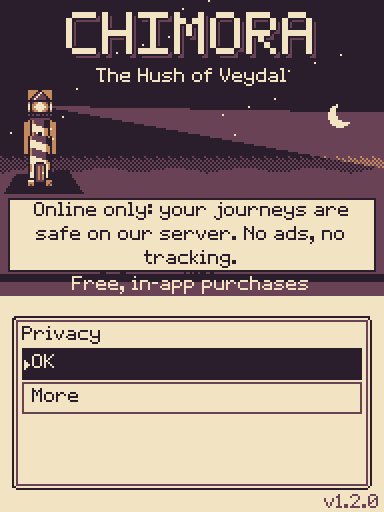 CHIMORA
The Hush of Veydal
Online only: your journeys are
safe on our server. No ads, no
tracking.
Free, in-app purchases
Privacy
OK
More
v1.2.0